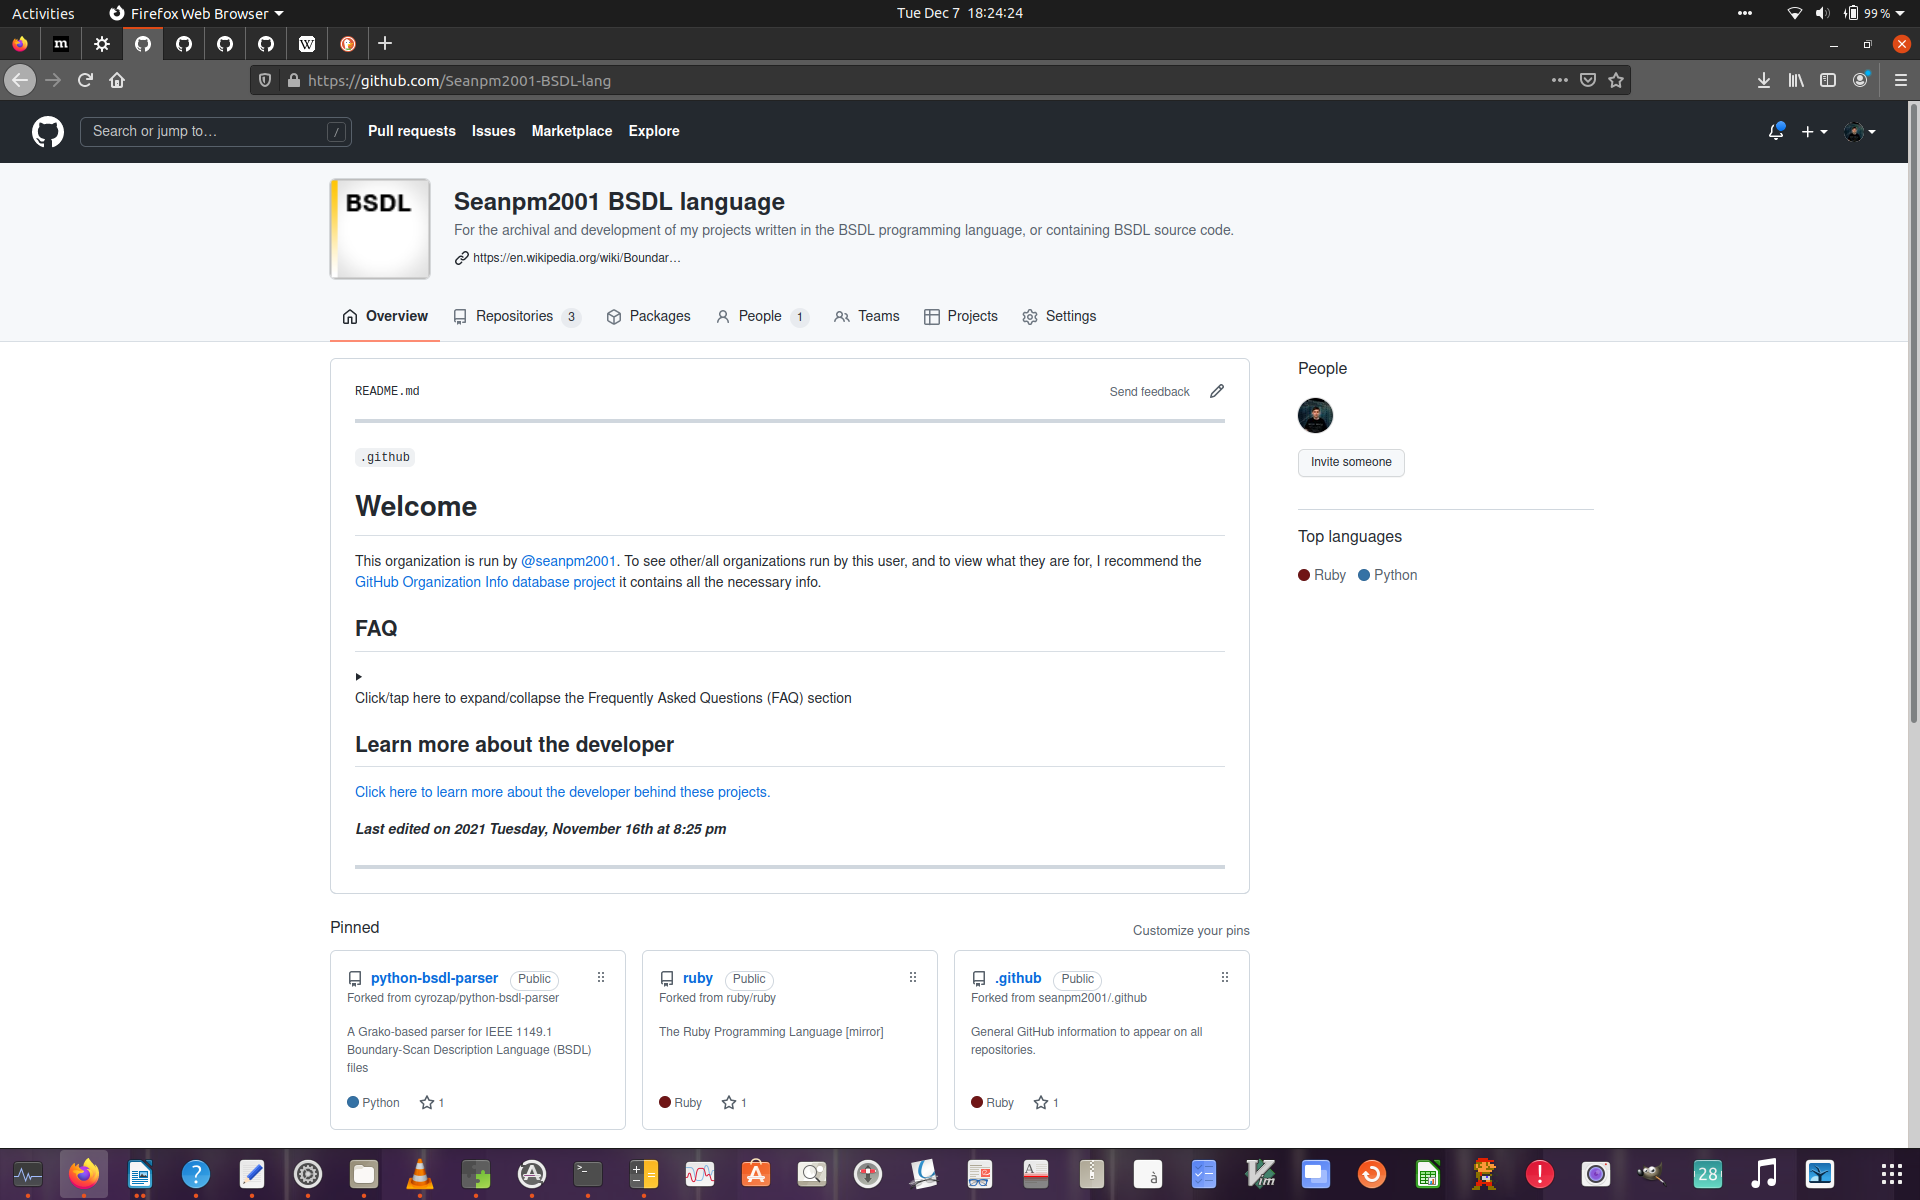 Activities
Firefox Web Browser
Tue Dec 7 18:24:24
99 %
https://github.com/Seanpm2001-BSDL-lang
Search or jump to…
/
Pull requests
Issues
Marketplace
Explore
BSDL
Seanpm2001 BSDL language
For the archival and development of my projects written in the BSDL programming language, or containing BSDL source code.
https://en.wikipedia.org/wiki/Boundar…
Overview
Repositories 3
Packages
People 1
Teams
Projects
Settings
README.md
Send feedback
.github
Welcome
This organization is run by @seanpm2001. To see other/all organizations run by this user, and to view what they are for, I recommend the
GitHub Organization Info database project it contains all the necessary info.
FAQ
Click/tap here to expand/collapse the Frequently Asked Questions (FAQ) section
Learn more about the developer
Click here to learn more about the developer behind these projects.
Last edited on 2021 Tuesday, November 16th at 8:25 pm
People
Invite someone
Top languages
Ruby
Python
Pinned
Customize your pins
python-bsdl-parser Public
Forked from cyrozap/python-bsdl-parser
A Grako-based parser for IEEE 1149.1
Boundary-Scan Description Language (BSDL)
files
Python 1
ruby Public
Forked from ruby/ruby
The Ruby Programming Language [mirror]
Ruby 1
.github Public
Forked from seanpm2001/.github
General GitHub information to appear on all
repositories.
Ruby 1
28